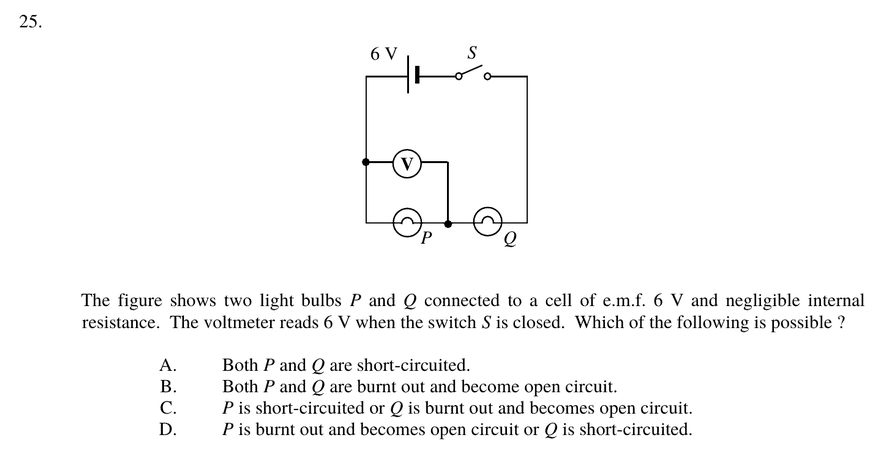 25.
6 V
S
V
P
Q
The figure shows two light bulbs P and Q connected to a cell of e.m.f. 6 V and negligible internal
resistance. The voltmeter reads 6 V when the switch S is closed. Which of the following is possible ?
A. Both P and Q are short-circuited.
B. Both P and Q are burnt out and become open circuit.
C. P is short-circuited or Q is burnt out and becomes open circuit.
D. P is burnt out and becomes open circuit or Q is short-circuited.